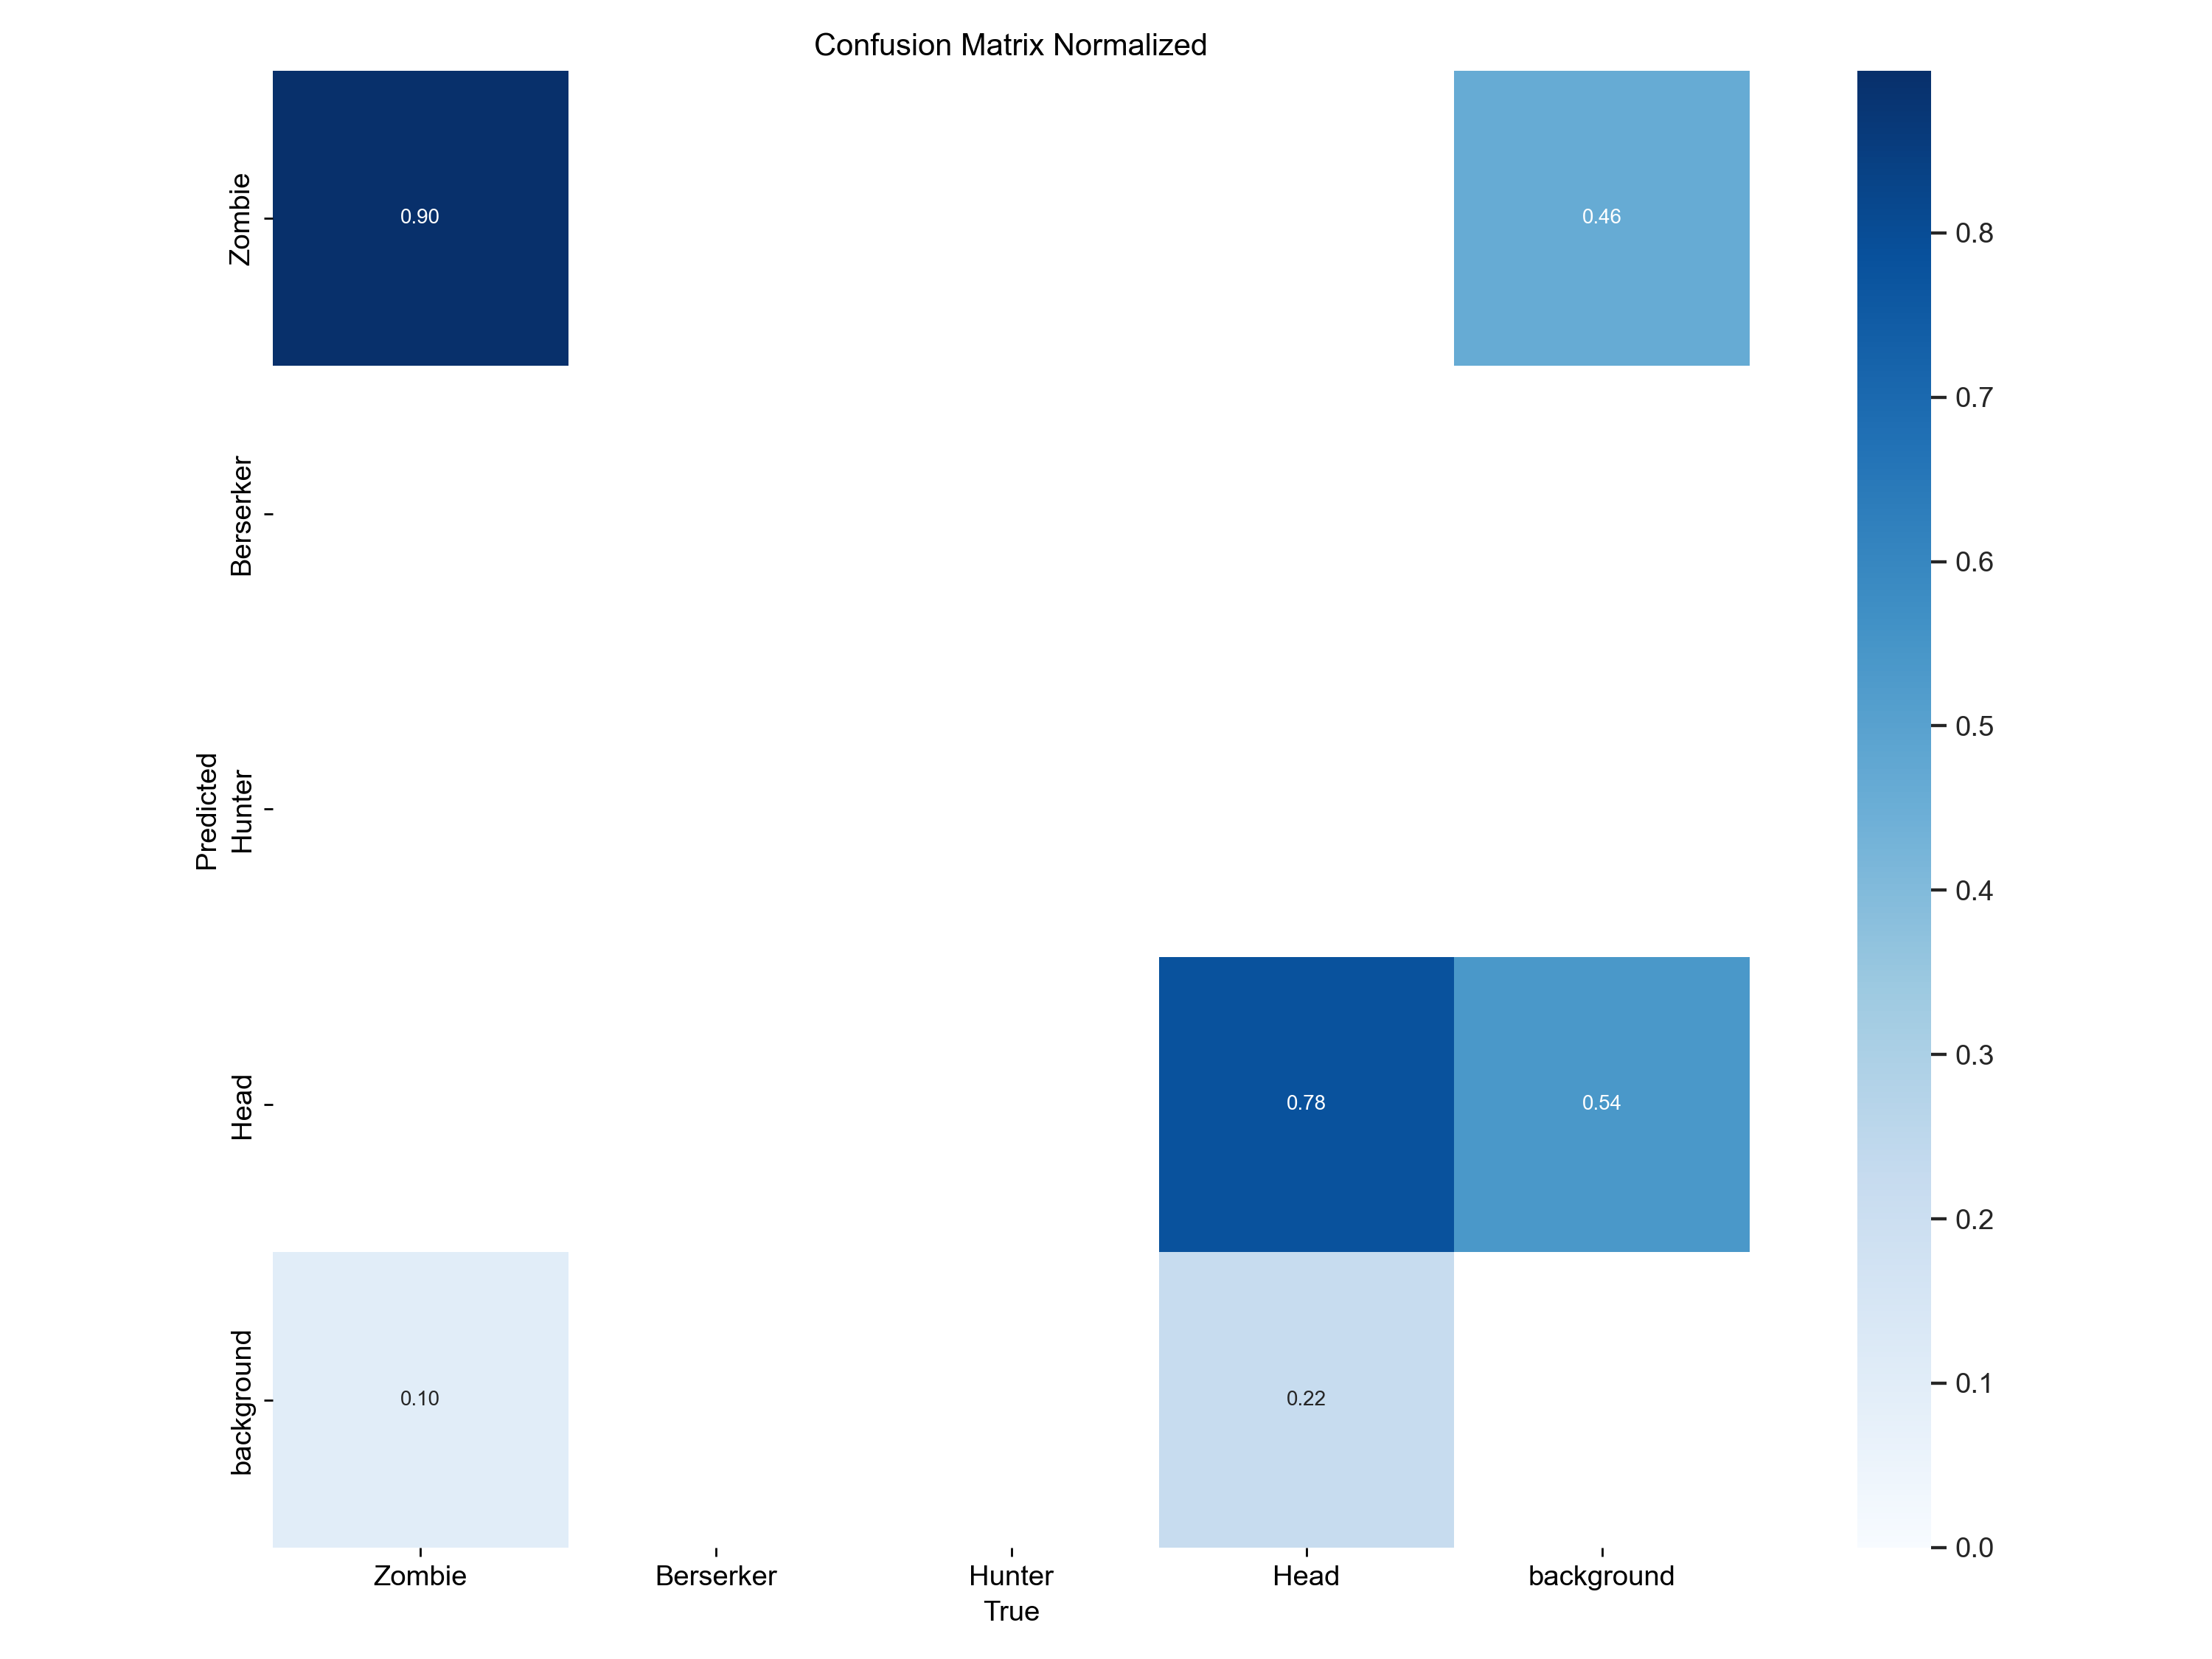 Confusion Matrix Normalized
Zombie
Berserker
Hunter
Head
background
Predicted
0.90
0.46
0.78
0.54
0.10
0.22
Zombie
Berserker
Hunter
Head
background
True
0.8
0.7
0.6
0.5
0.4
0.3
0.2
0.1
0.0